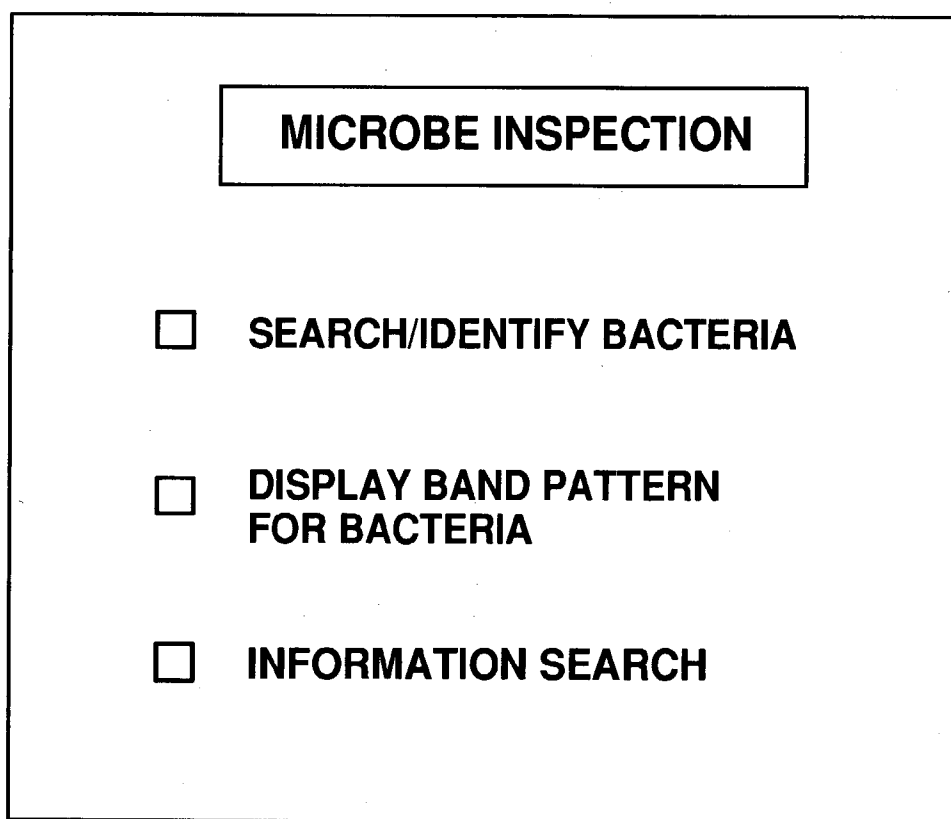 MICROBE INSPECTION
SEARCH/IDENTIFY BACTERIA
DISPLAY BAND PATTERN
FOR BACTERIA
INFORMATION SEARCH